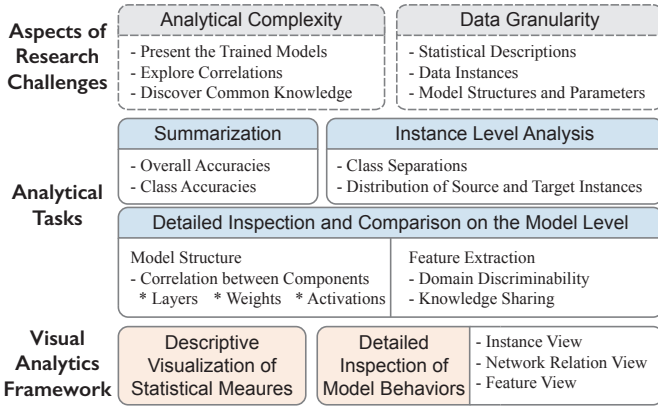 Aspects of
Research
Challenges
Analytical Complexity
- Present the Trained Models
- Explore Correlations
- Discover Common Knowledge
Data Granularity
- Statistical Descriptions
- Data Instances
- Model Structures and Parameters
Analytical
Tasks
Summarization
- Overall Accuracies
- Class Accuracies
Instance Level Analysis
- Class Separations
- Distribution of Source and Target Instances
Detailed Inspection and Comparison on the Model Level
Model Structure
- Correlation between Components
* Layers * Weights * Activations
Feature Extraction
- Domain Discriminability
- Knowledge Sharing
Visual
Analytics
Framework
Descriptive
Visualization of
Statistical Meaures
Detailed
Inspection of
Model Behaviors
- Instance View
- Network Relation View
- Feature View